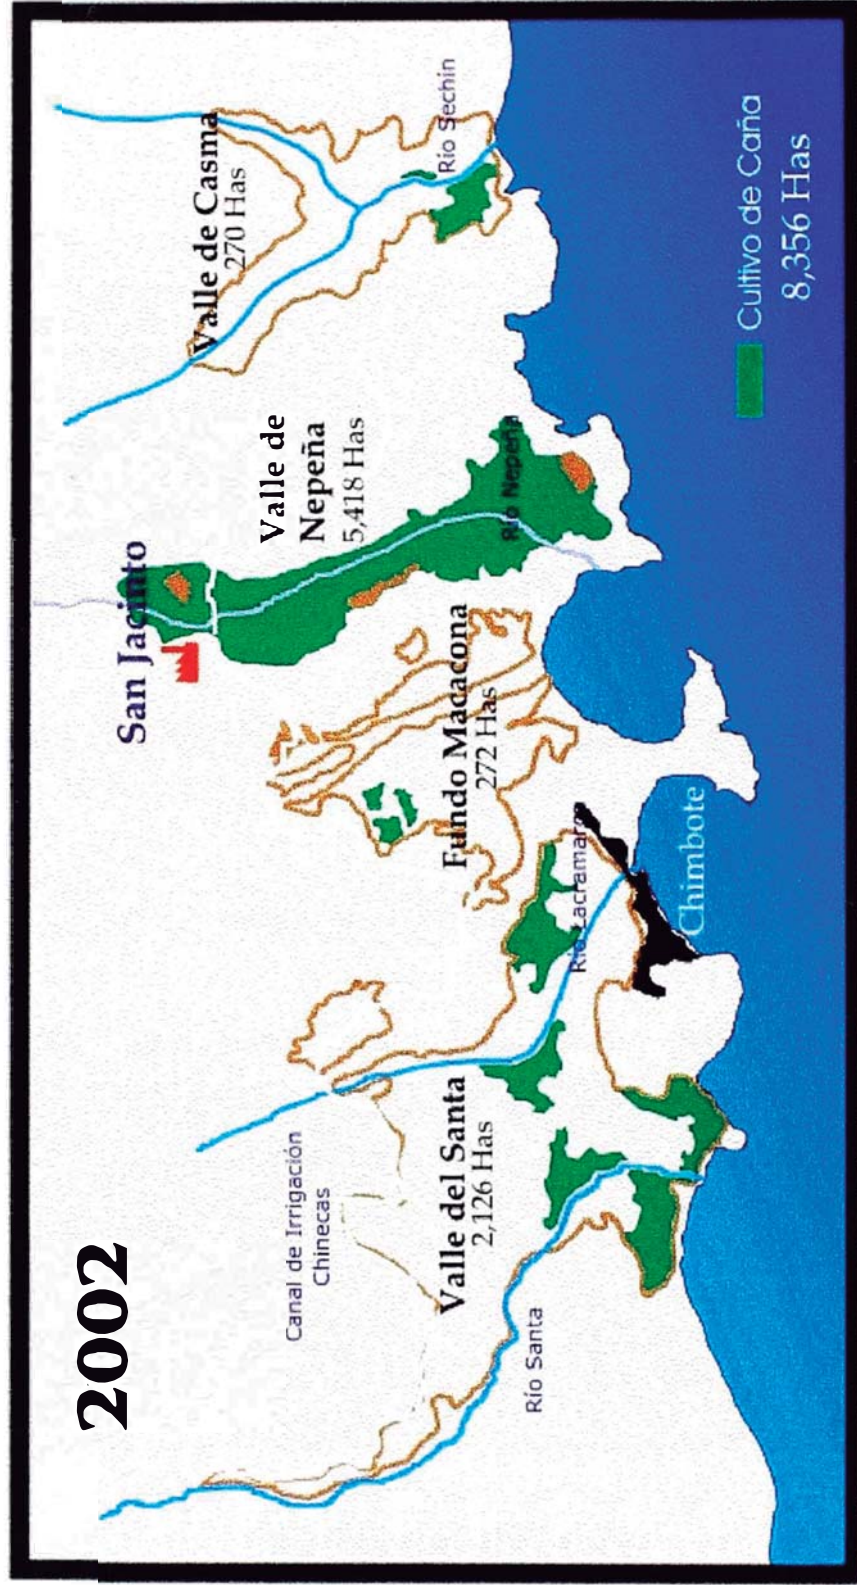 2002
Canal de Irrigación
Chinecas
Valle del Santa
2,126 Has
Río Santa
San Jacinto
Valle de
Nepeña
5,418 Has
Río Nepeña
Fundo Macacona
272 Has
Río Lacramarca
Chimbote
Valle de Casma
270 Has
Río Sechin
Cultivo de Caña
8,356 Has